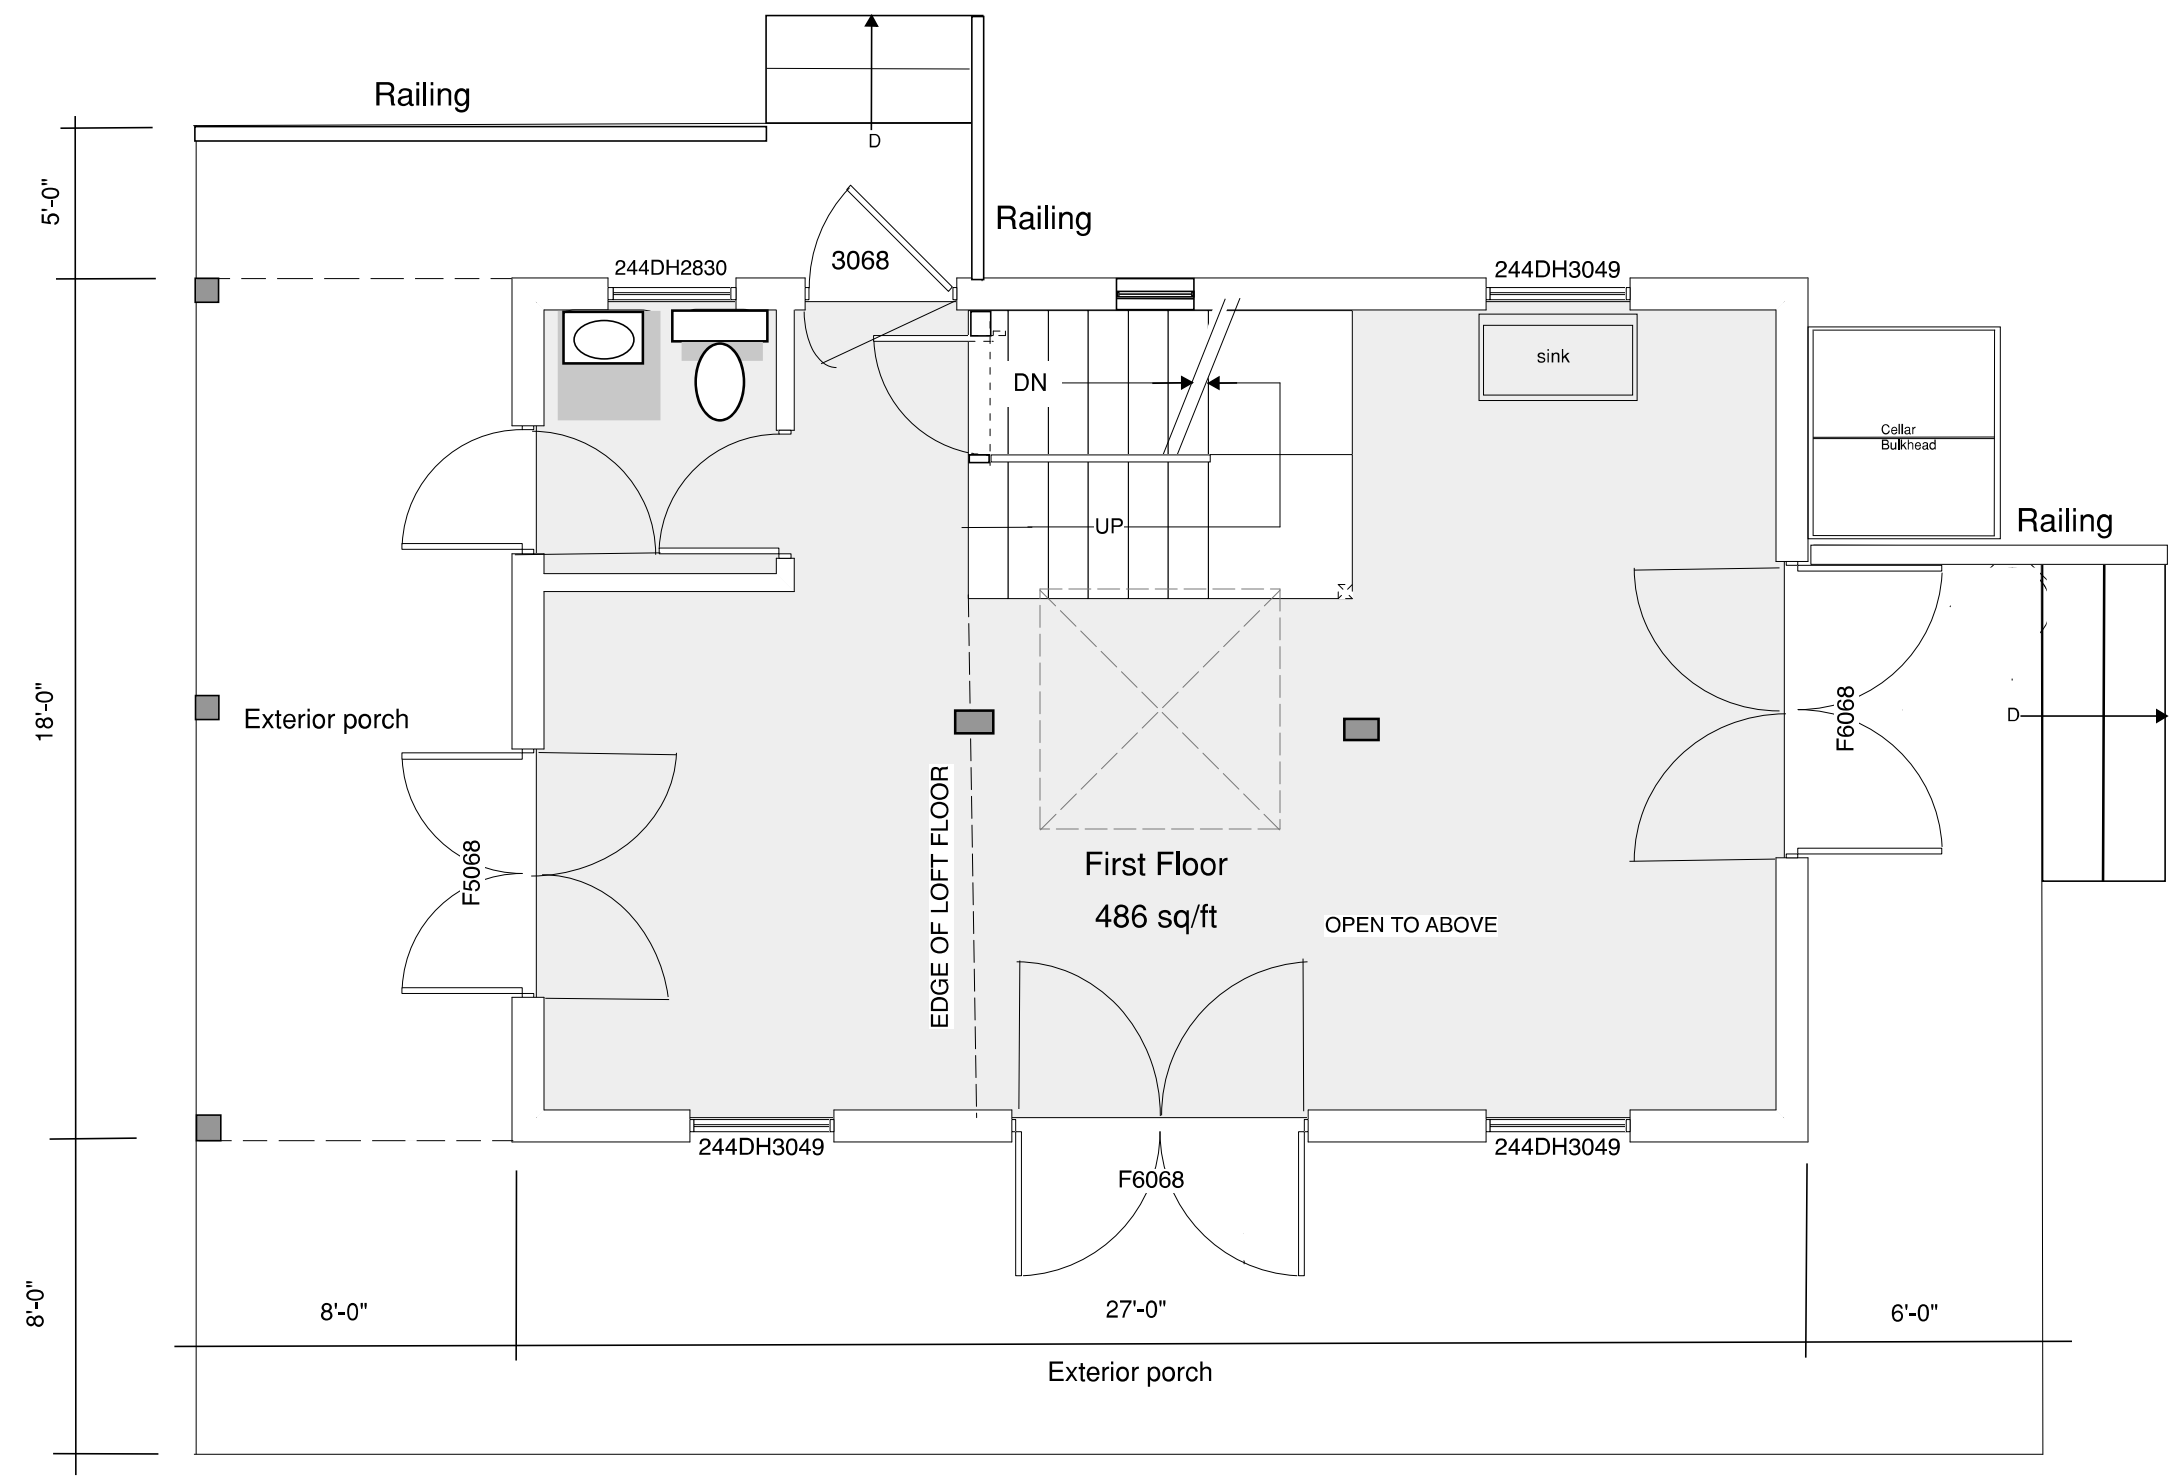 Railing
D
5'-0"
Railing
244DH2830
3068
244DH3049
sink
DN
Cellar
Bulkhead
Railing
UP
18'-0"
Exterior porch
F6068
D
EDGE OF LOFT FLOOR
F5068
First Floor
486 sq/ft
OPEN TO ABOVE
244DH3049
244DH3049
F6068
8'-0"
8'-0"
27'-0"
6'-0"
Exterior porch